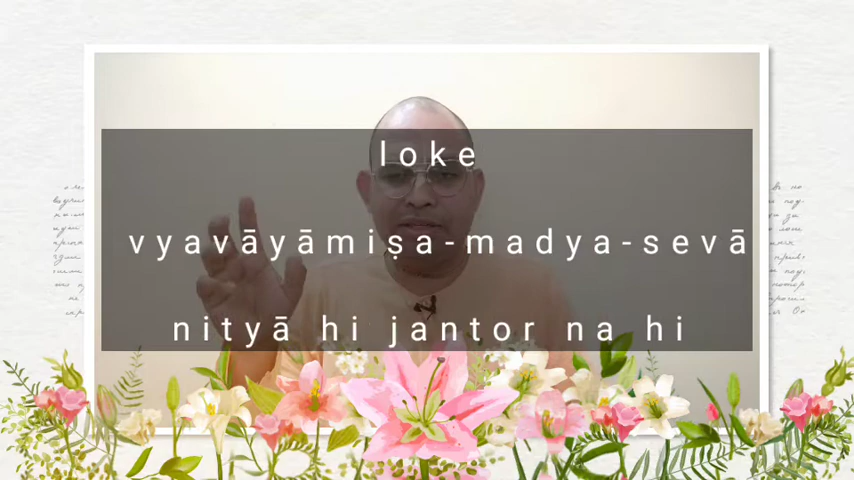 loke
vyavāyāmiṣa-madya-sevā
nityā hi jantor na hi